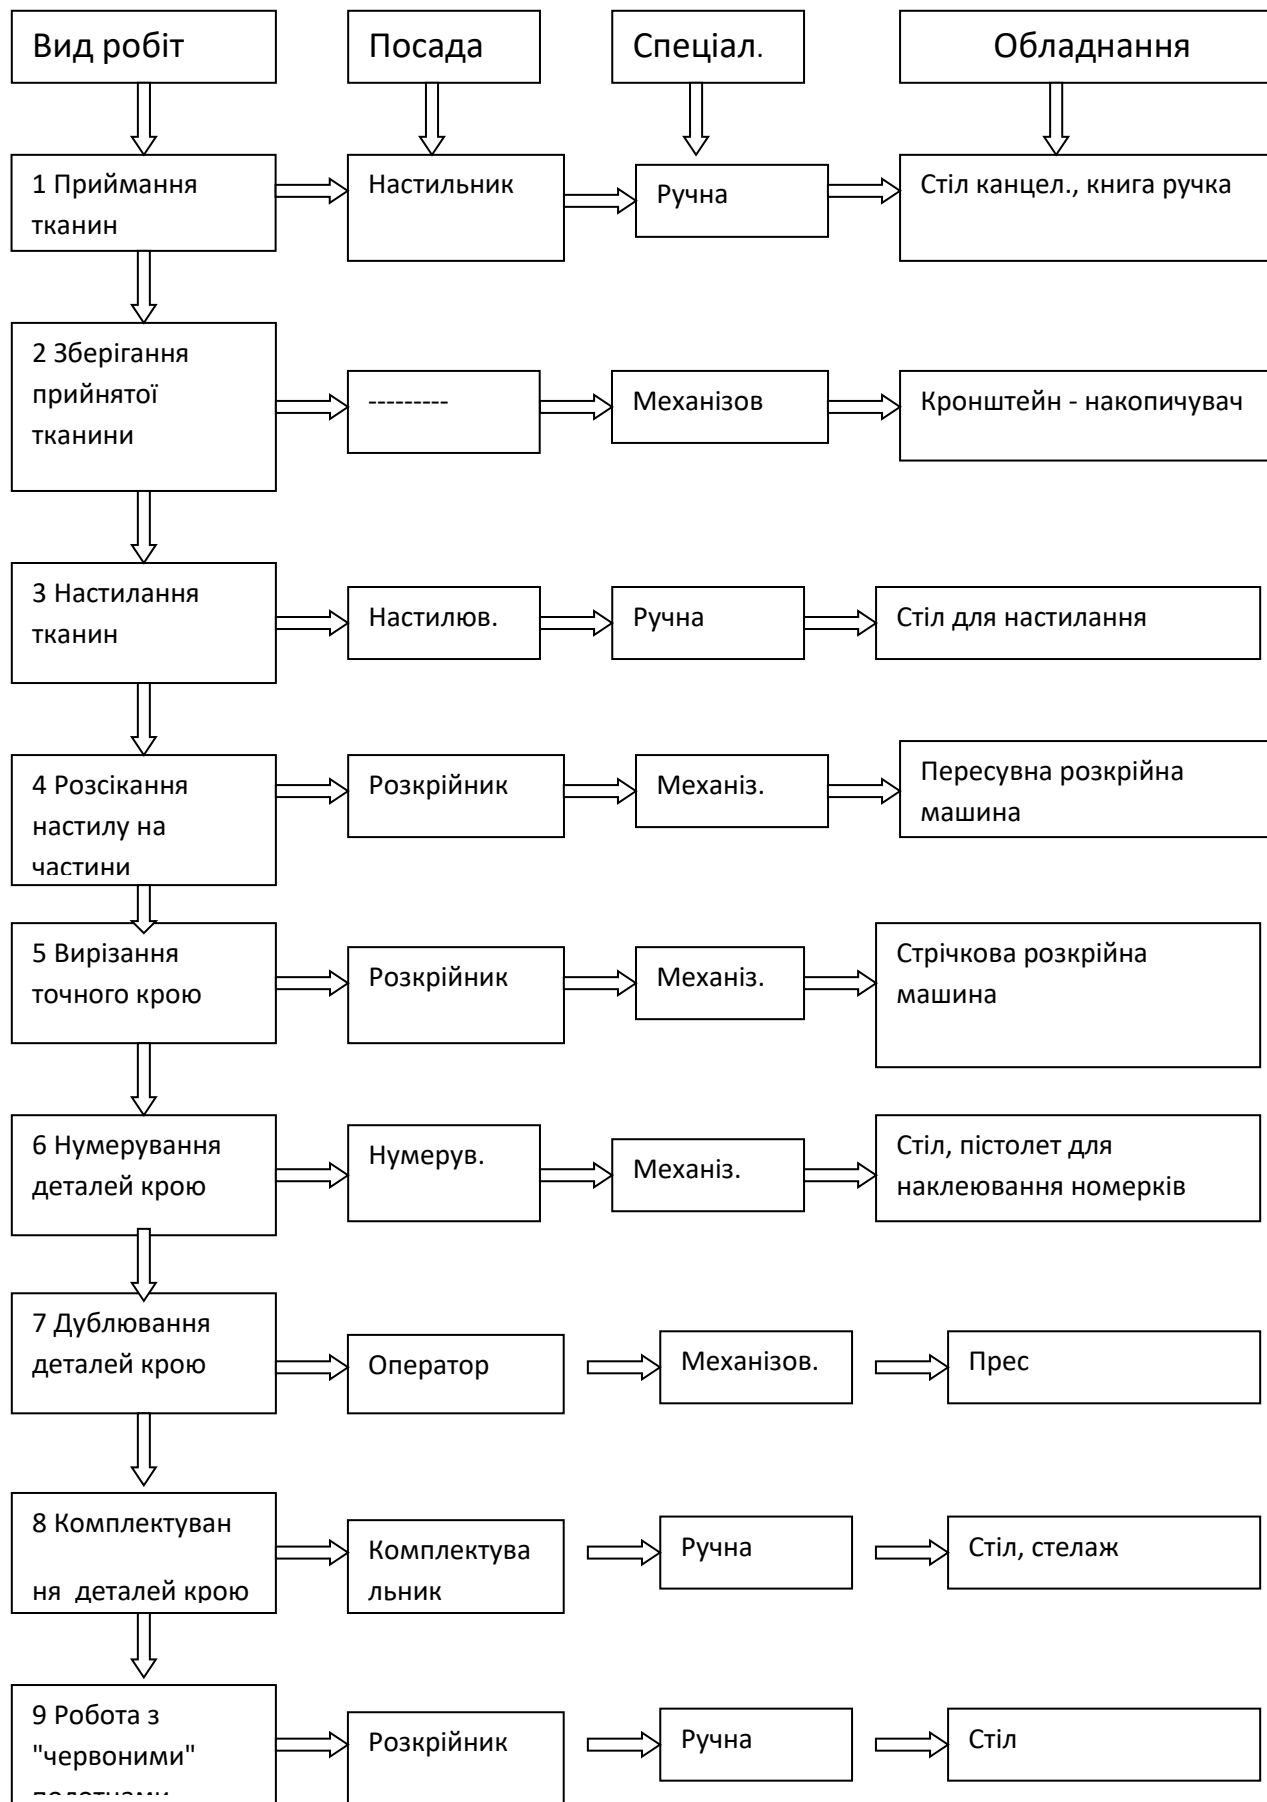 Вид робіт
Посада
Спеціал.
Обладнання
1 Приймання
тканин
Настильник
Ручна
Стіл канцел., книга ручка
2 Зберігання
прийнятої
тканини
---------
Механізов
Кронштейн - накопичувач
3 Настилання
тканин
Настилюв.
Ручна
Стіл для настилання
4 Розсікання
настилу на
частини
Розкрійник
Механіз.
Пересувна розкрійна
машина
5 Вирізання
точного крою
Розкрійник
Механіз.
Стрічкова розкрійна
машина
6 Нумерування
деталей крою
Нумерув.
Механіз.
Стіл, пістолет для
наклеювання номерків
7 Дублювання
деталей крою
Оператор
Механізов.
Прес
8 Комплектуван
ня деталей крою
Комплектува
льник
Ручна
Стіл, стелаж
9 Робота з
"червоними"
полотнами
Розкрійник
Ручна
Стіл